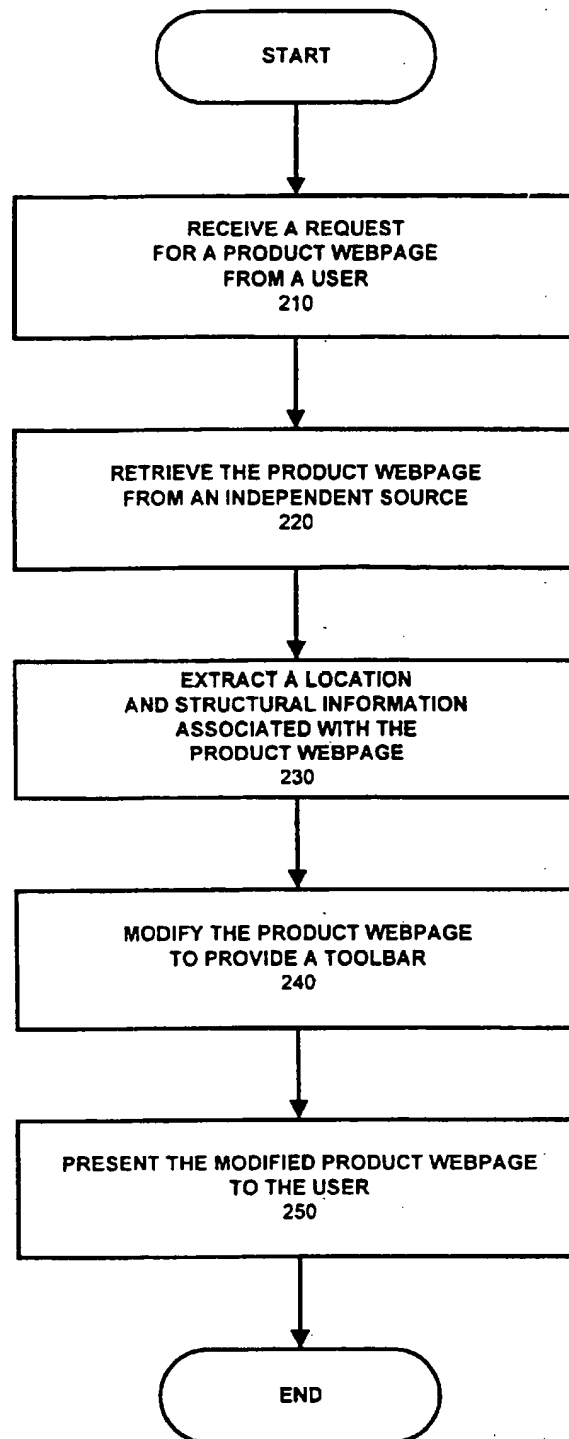 START
RECEIVE A REQUEST
FOR A PRODUCT WEBPAGE
FROM A USER
210
RETRIEVE THE PRODUCT WEBPAGE
FROM AN INDEPENDENT SOURCE
220
EXTRACT A LOCATION
AND STRUCTURAL INFORMATION
ASSOCIATED WITH THE
PRODUCT WEBPAGE
230
MODIFY THE PRODUCT WEBPAGE
TO PROVIDE A TOOLBAR
240
PRESENT THE MODIFIED PRODUCT WEBPAGE
TO THE USER
250
END